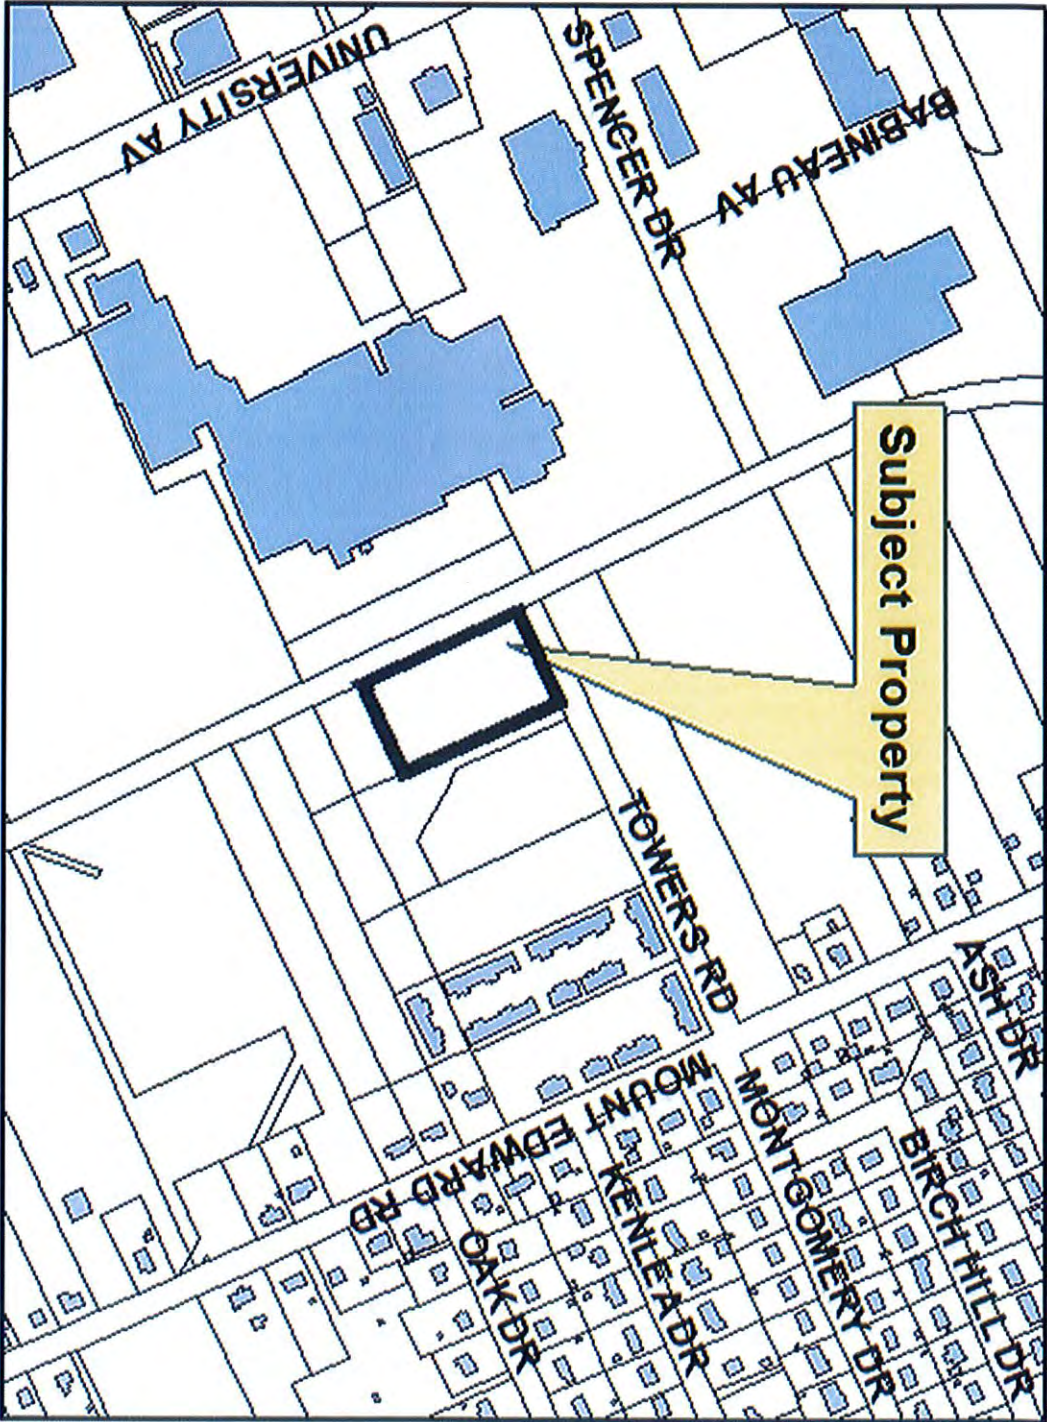 UNIVERSITY AV
SPENCER DR
BABINEAU AV
Subject Property
TOWERS RD
ASH DR
MOUNT EDWARD RD
MONTGOMERY DR
BIRCH HILL DR
KENLEA DR
OAK DR